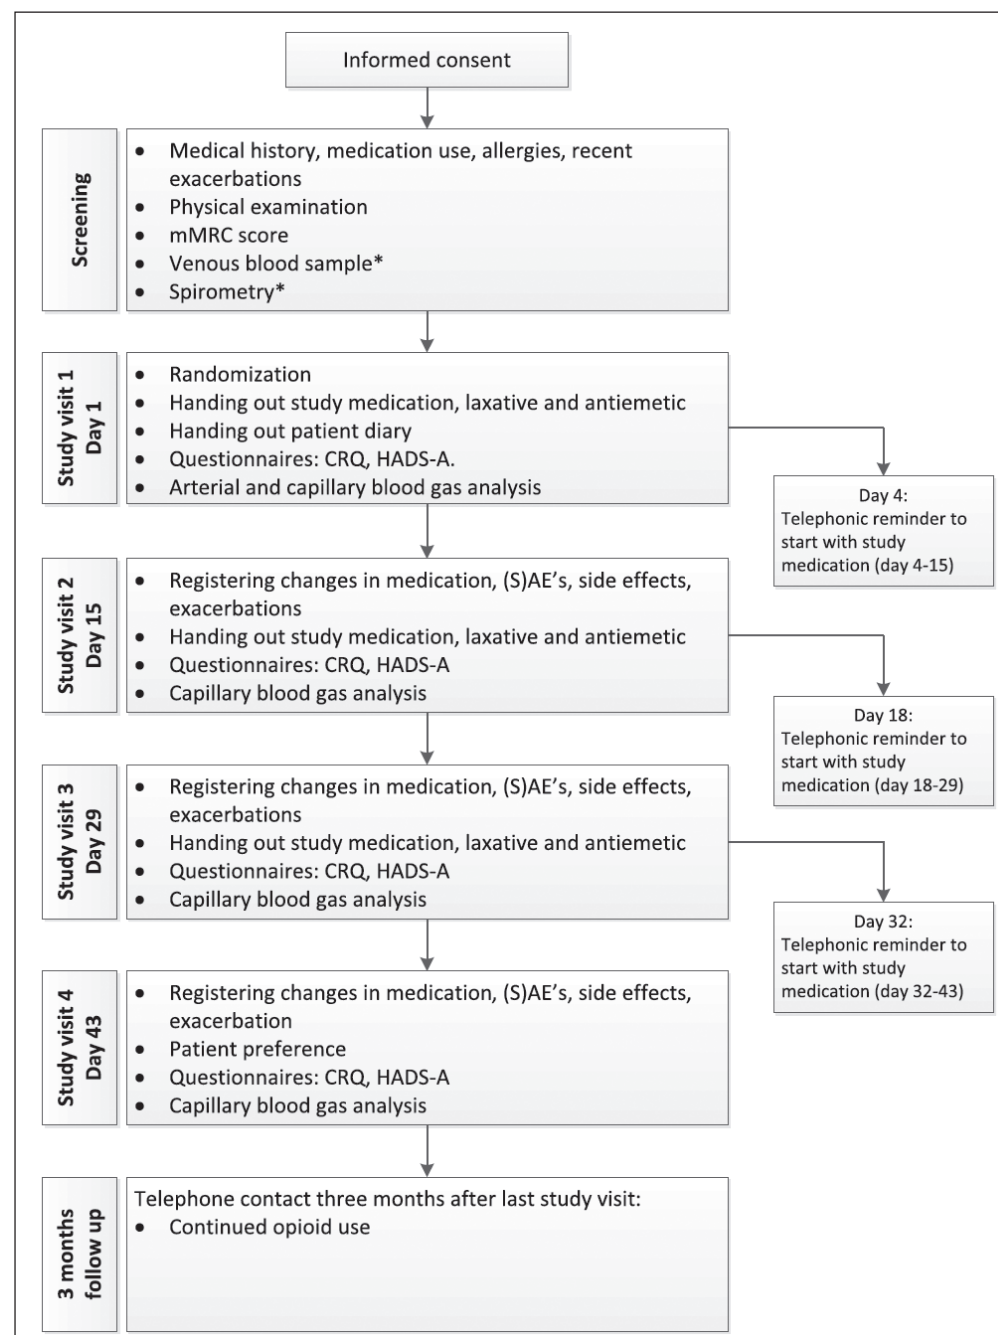 Informed consent
Screening
• Medical history, medication use, allergies, recent
exacerbations
• Physical examination
• mMRC score
• Venous blood sample*
• Spirometry*
Study visit 1
Day 1
• Randomization
• Handing out study medication, laxative and antiemetic
• Handing out patient diary
• Questionnaires: CRQ, HADS-A.
• Arterial and capillary blood gas analysis
Day 4:
Telephonic reminder to
start with study
medication (day 4-15)
Study visit 2
Day 15
• Registering changes in medication, (S)AE’s, side effects,
exacerbations
• Handing out study medication, laxative and antiemetic
• Questionnaires: CRQ, HADS-A
• Capillary blood gas analysis
Day 18:
Telephonic reminder to
start with study
medication (day 18-29)
Study visit 3
Day 29
• Registering changes in medication, (S)AE’s, side effects,
exacerbations
• Handing out study medication, laxative and antiemetic
• Questionnaires: CRQ, HADS-A
• Capillary blood gas analysis
Day 32:
Telephonic reminder to
start with study
medication (day 32-43)
Study visit 4
Day 43
• Registering changes in medication, (S)AE’s, side effects,
exacerbation
• Patient preference
• Questionnaires: CRQ, HADS-A
• Capillary blood gas analysis
3 months
follow up
Telephone contact three months after last study visit:
• Continued opioid use